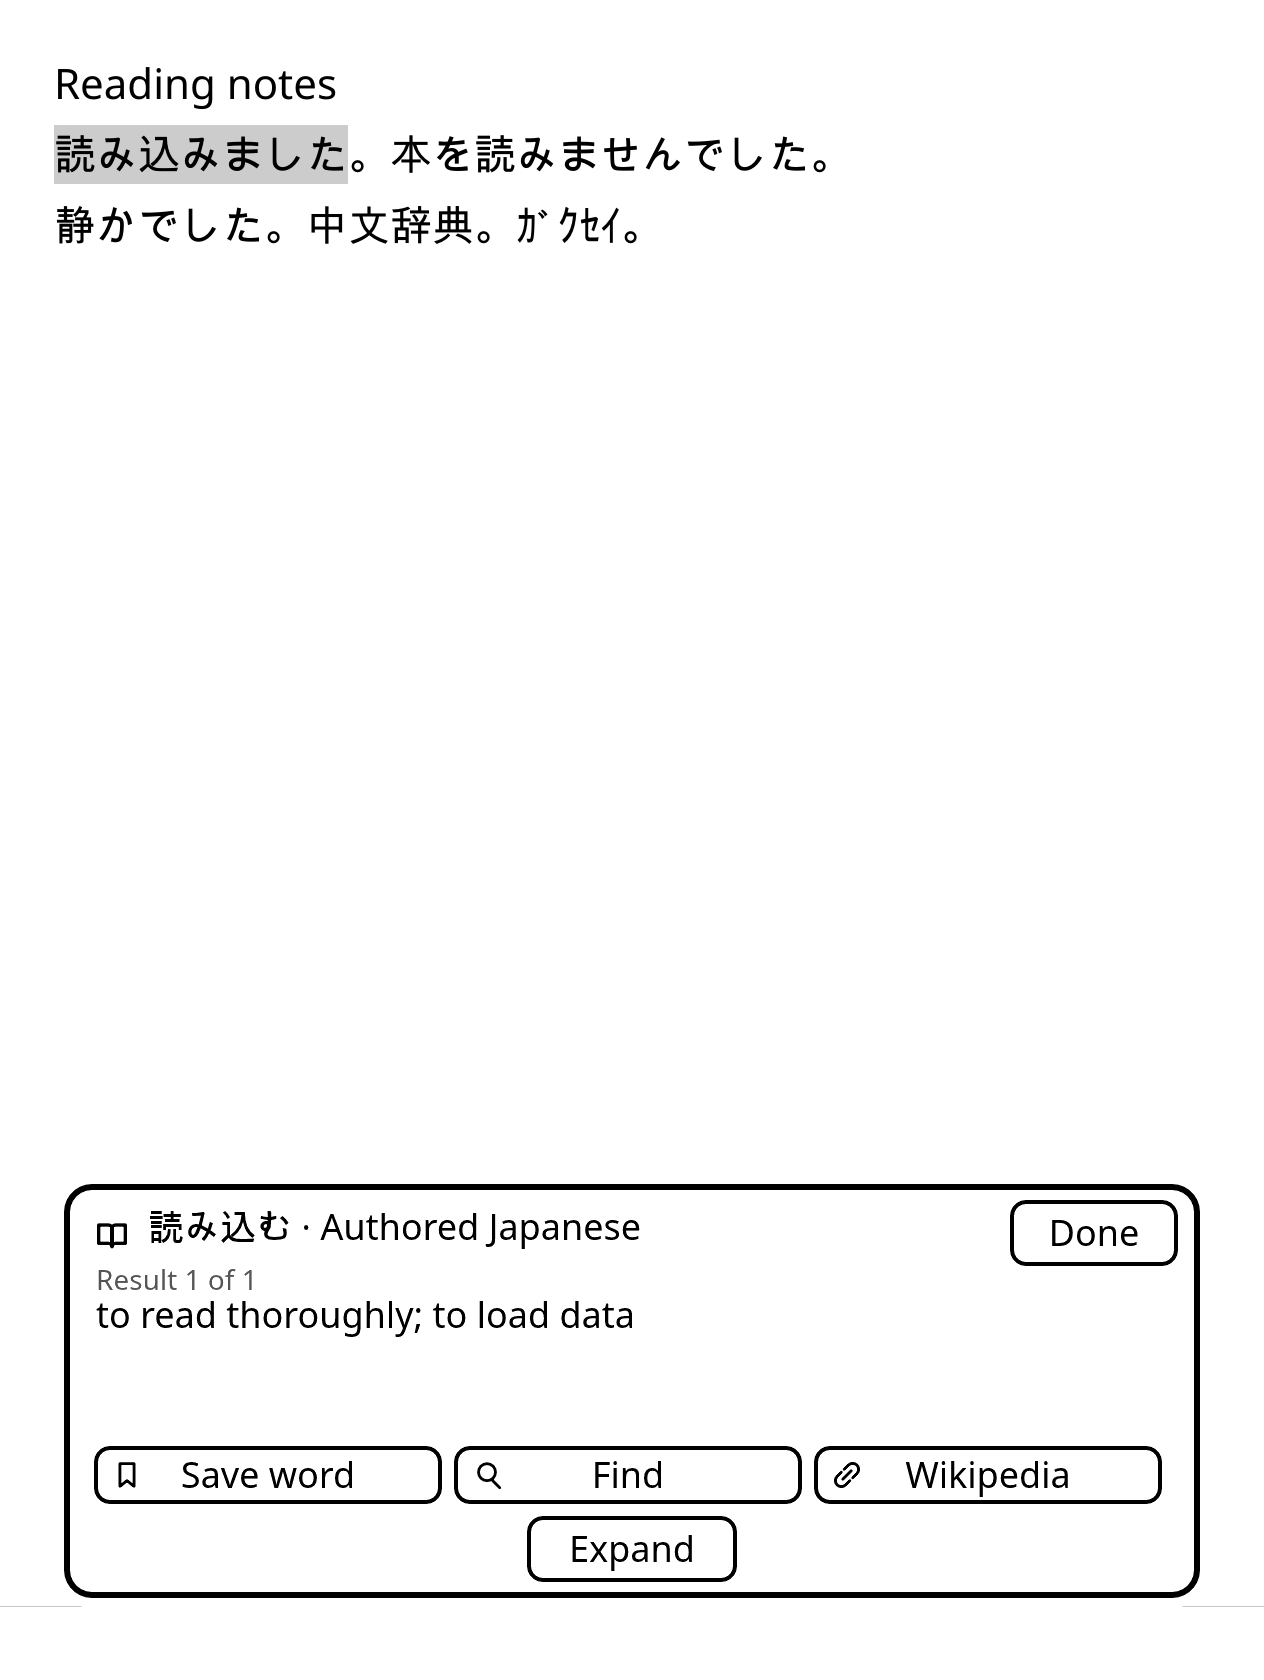 Reading notes
読み込みました。本を読みませんでした。
静かでした。中文辞典。ｶﾞｸｾｲ。
読み込む · Authored Japanese
Done
Result 1 of 1
to read thoroughly; to load data
Save word
Find
Wikipedia
Expand